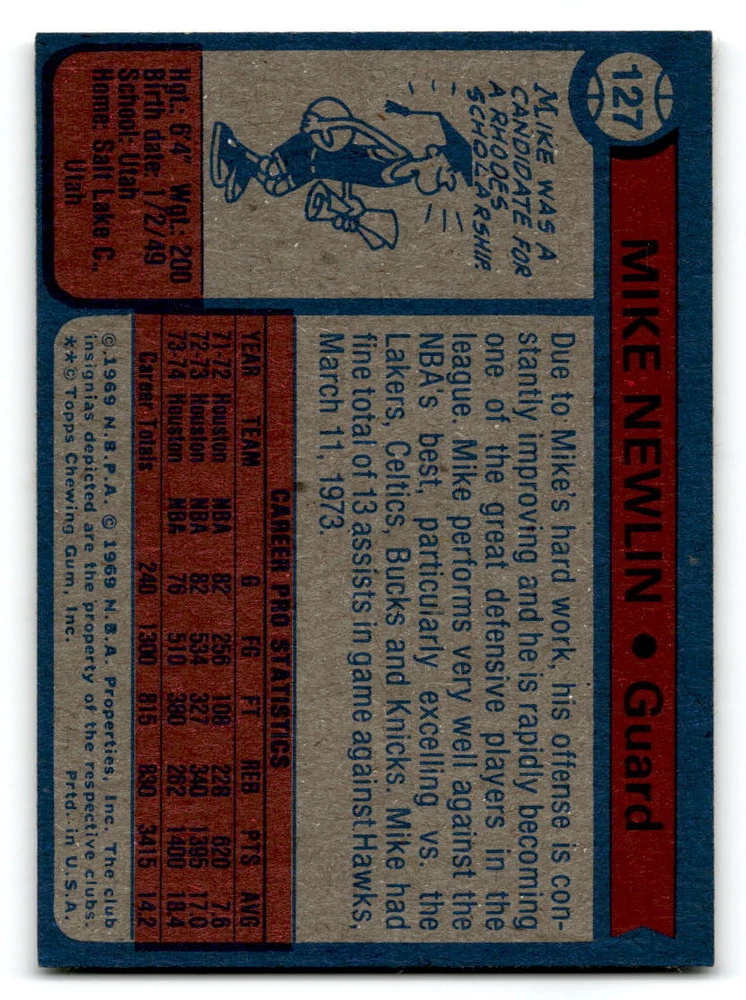 127
MIKE NEWLIN • Guard
MIKE WAS A
CANDIDATE FOR
A RHODES
SCHOLARSHIP.
Hgt.: 6'4" Wgt.: 200
Birth date: 1/2/49
School: Utah
Home: Salt Lake C.,
Utah
Due to Mike's hard work, his offense is con-
stantly improving and he is rapidly becoming
one of the great defensive players in the
league. Mike performs very well against the
NBA's best, particularly excelling vs. the
Lakers, Celtics, Bucks and Knicks. Mike had
fine total of 13 assists in game against Hawks,
March 11, 1973.
CAREER PRO STATISTICS
YEAR TEAM G FG FT REB PTS AVG
71-72 Houston NBA 82 256 108 228 620 7.6
72-73 Houston NBA 82 534 327 340 1395 17.0
73-74 Houston NBA 76 510 380 262 1400 18.4
Career Totals 240 1300 815 830 3415 14.2
©.1969 N.B.P.A. © 1969 N.B.A. Properties, Inc. The club
insignias depicted are the property of the respective clubs.
**© Topps Chewing Gum, Inc. Prtd. in U.S.A.